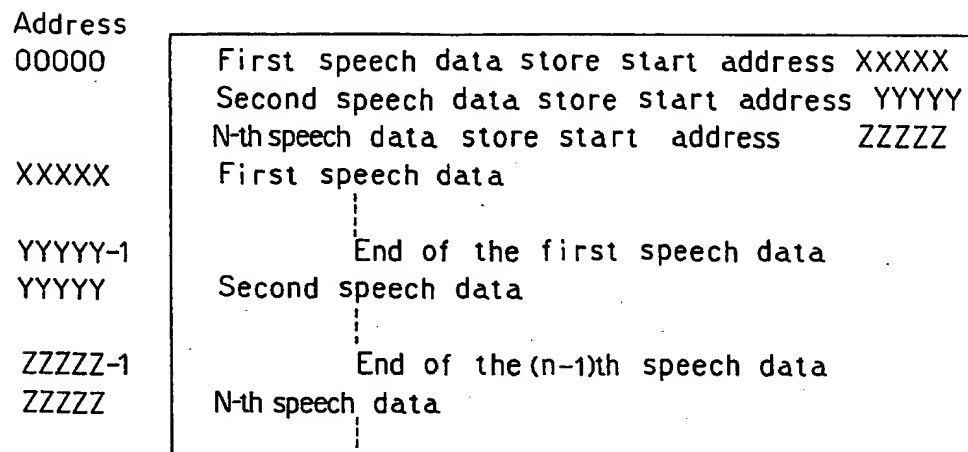 Address
00000 First speech data store start address XXXXX
Second speech data store start address YYYYY
N-th speech data store start address ZZZZZ
XXXXX First speech data
YYYYY-1 End of the first speech data
YYYYY Second speech data
ZZZZZ-1 End of the (n-1)th speech data
ZZZZZ N-th speech data